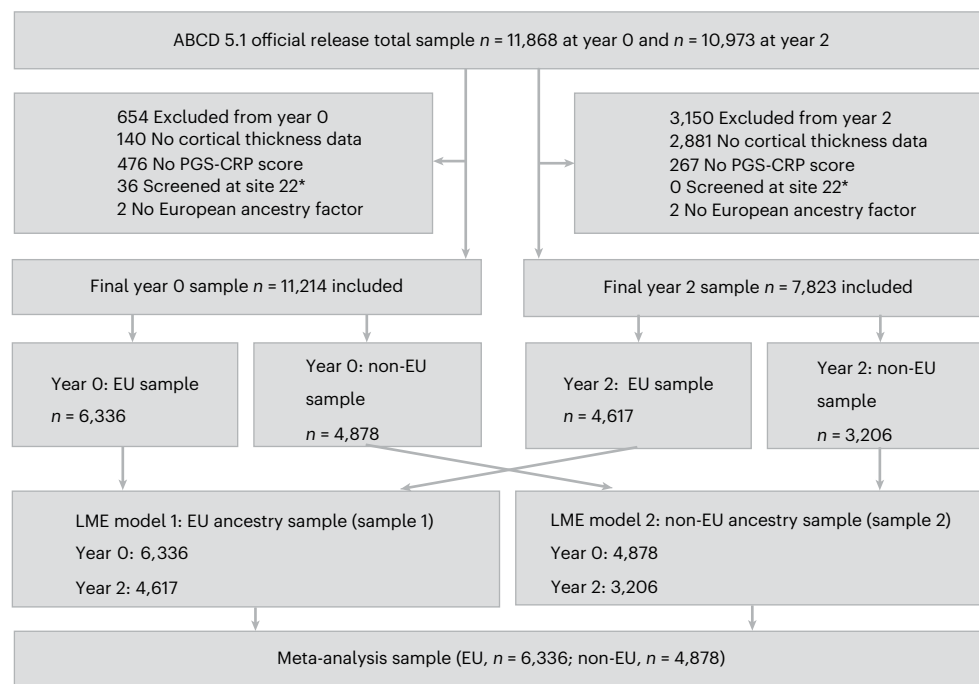 ABCD 5.1 official release total sample n = 11,868 at year 0 and n = 10,973 at year 2
654 Excluded from year 0
140 No cortical thickness data
476 No PGS-CRP score
36 Screened at site 22*
2 No European ancestry factor
3,150 Excluded from year 2
2,881 No cortical thickness data
267 No PGS-CRP score
0 Screened at site 22*
2 No European ancestry factor
Final year 0 sample n = 11,214 included
Final year 2 sample n = 7,823 included
Year 0: EU sample
n = 6,336
Year 0: non-EU
sample
n = 4,878
Year 2: EU sample
n = 4,617
Year 2: non-EU
sample
n = 3,206
LME model 1: EU ancestry sample (sample 1)
Year 0: 6,336
Year 2: 4,617
LME model 2: non-EU ancestry sample (sample 2)
Year 0: 4,878
Year 2: 3,206
Meta-analysis sample (EU, n = 6,336; non-EU, n = 4,878)